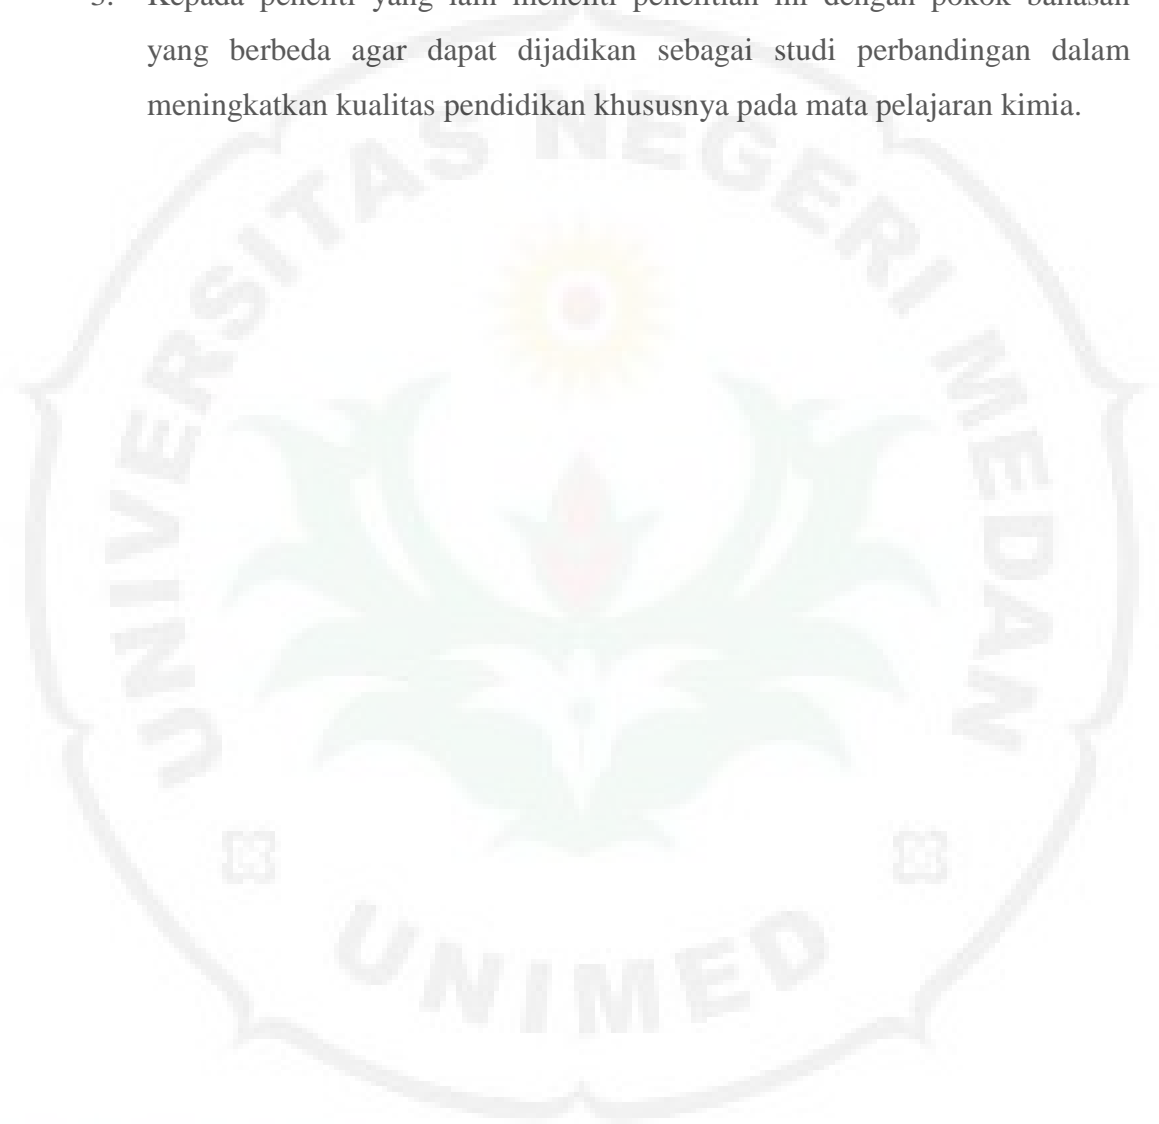 3. Kepada peneliti yang lain meneliti penelitian ini dengan pokok bahasan
yang berbeda agar dapat dijadikan sebagai studi perbandingan dalam
meningkatkan kualitas pendidikan khususnya pada mata pelajaran kimia.
UNIVERSITAS NEGERI MEDAN
UNIMED